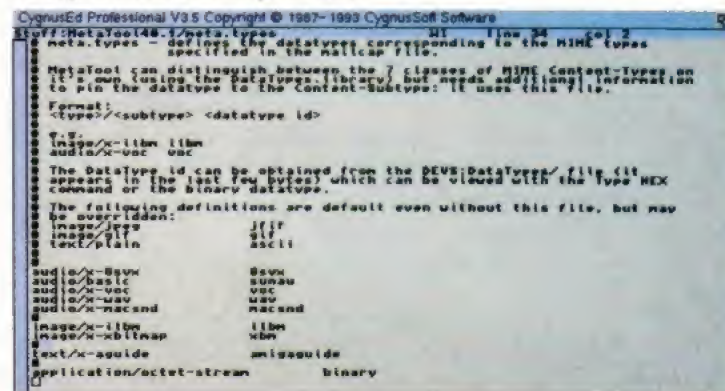 CygnusEd Professional V3.5 Copyright © 1987-1993 CygnusSoft Software
Stuff:MetaTool40.1/meta.types W1 line 34 col 2
# meta.types - defines the datatypes corresponding to the MIME types
# specified in the mailcap file.
#
# MetaTool can distinguish between the 7 classes of MIME Content-Types on
# it's own (using the DataTypes.library) but needs additional information
# to pin the datatype to the Content-Subtype: it uses this file.
#
# Format:
# <type>/<subtype> <datatype id>
#
# e.g.
# image/x-ilbm ilbm
# audio/x-voc voc
#
# The DataType id can be obtained from the DEVS:DataTypes/ file (it
# appears in the last few bytes) which can be viewed with the Type HEX
# command or the binary datatype.
#
# The following definitions are default even without this file, but may
# be overridden:
# image/jpeg jfif
# image/gif gif
# text/plain ascii
#
#
audio/x-8svx 8svx
audio/basic sunau
audio/x-voc voc
audio/x-wav wav
audio/x-macsnd macsnd
#
image/x-ilbm ilbm
image/x-xbitmap xbm
#
text/x-aguide amigaguide
#
application/octet-stream binary